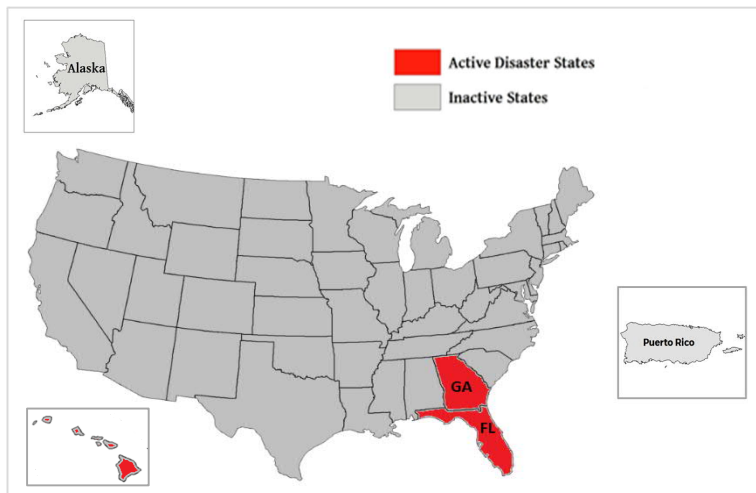 Alaska
Active Disaster States
Inactive States
Puerto Rico
GA
FL